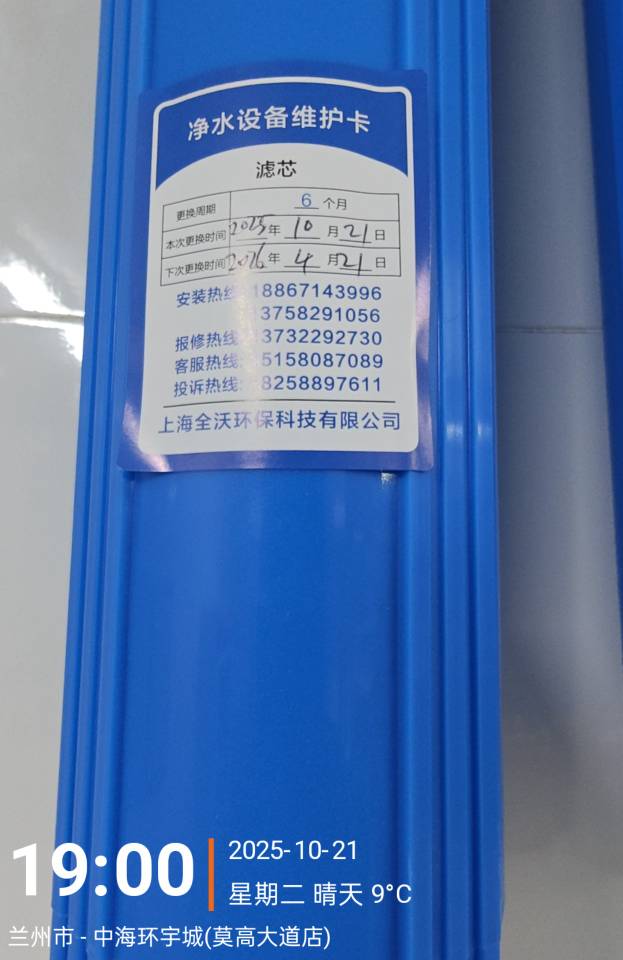 净水设备维护卡
滤芯
更换周期 6 个月
本次更换时间 2025 年 10 月 21 日
下次更换时间 2026 年 4 月 21 日
安装热线: 18867143996
13758291056
报修热线: 13732292730
客服热线: 15158087089
投诉热线: 18258897611
上海全沃环保科技有限公司
19:00
2025-10-21
星期二 晴天 9°C
兰州市 - 中海环宇城(莫高大道店)